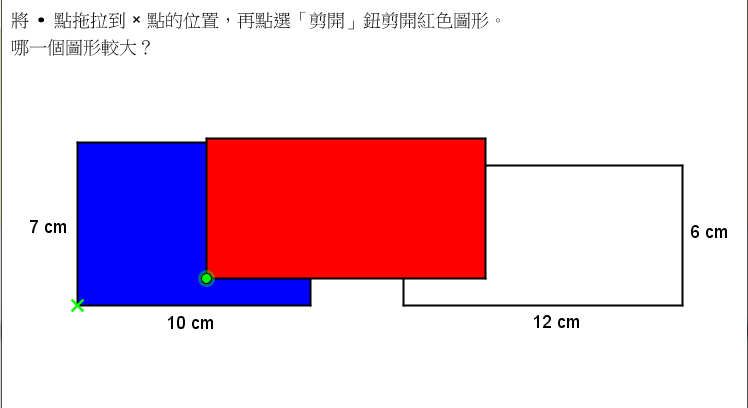 將 • 點拖拉到 × 點的位置，再點選「剪開」鈕剪開紅色圖形。
哪一個圖形較大？
7 cm
6 cm
10 cm
12 cm